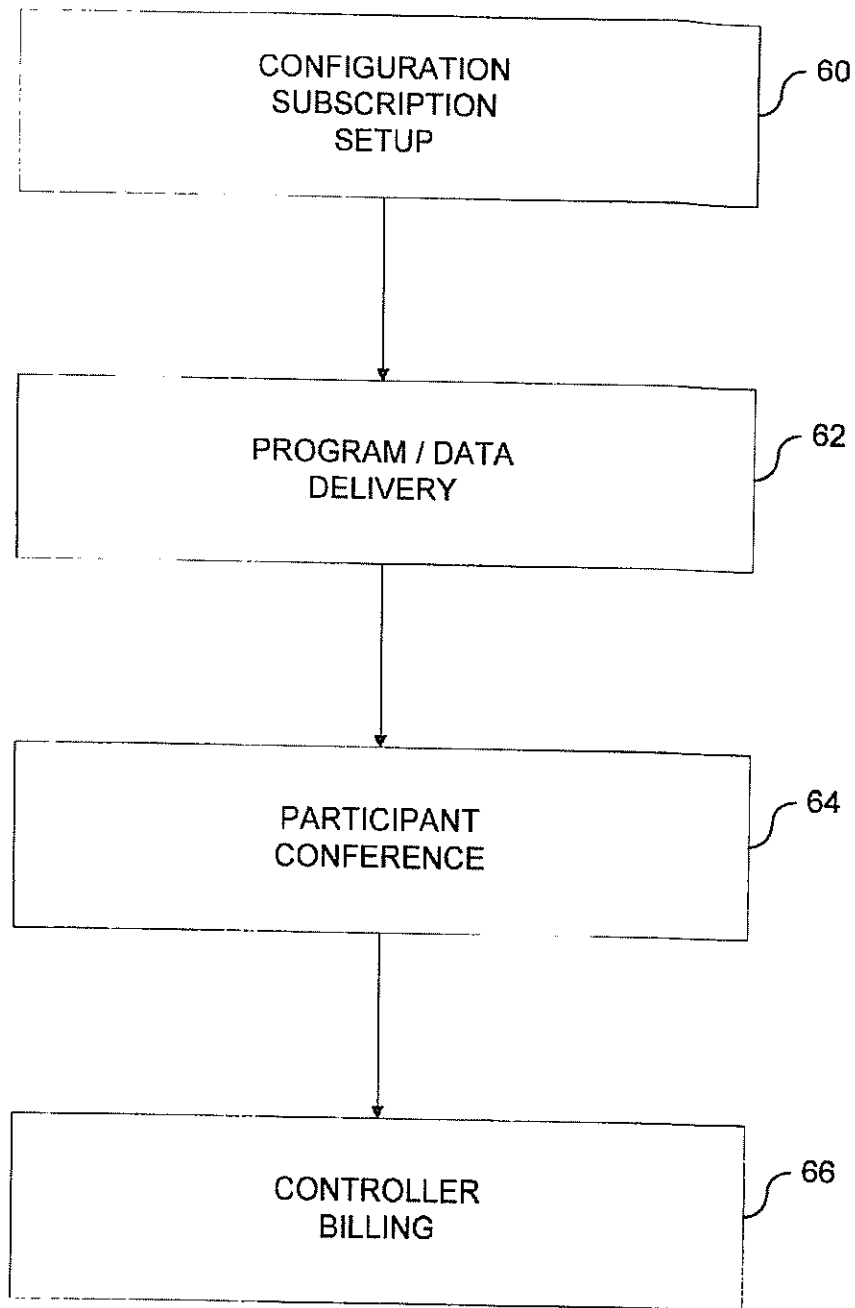 CONFIGURATION
SUBSCRIPTION
SETUP
60
PROGRAM / DATA
DELIVERY
62
PARTICIPANT
CONFERENCE
64
CONTROLLER
BILLING
66